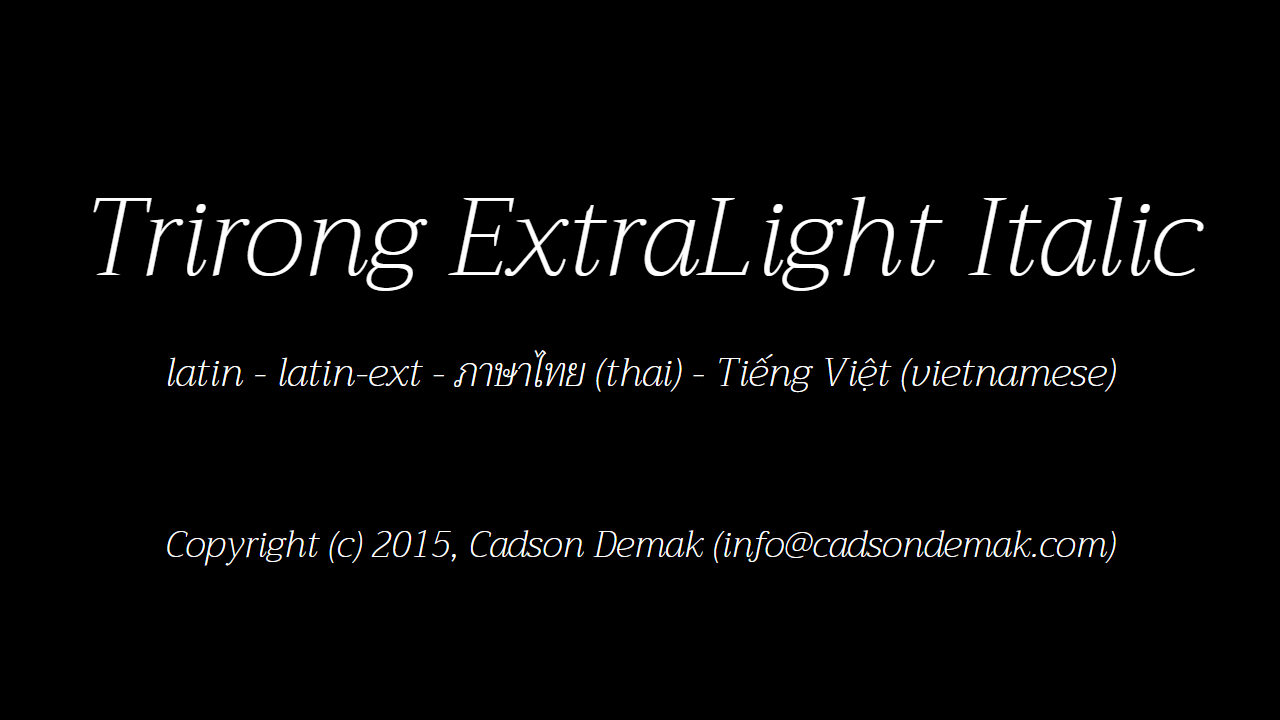 Trirong ExtraLight Italic
latin - latin-ext - ภาษาไทย (thai) - Tiếng Việt (vietnamese)
Copyright (c) 2015, Cadson Demak (info@cadsondemak.com)